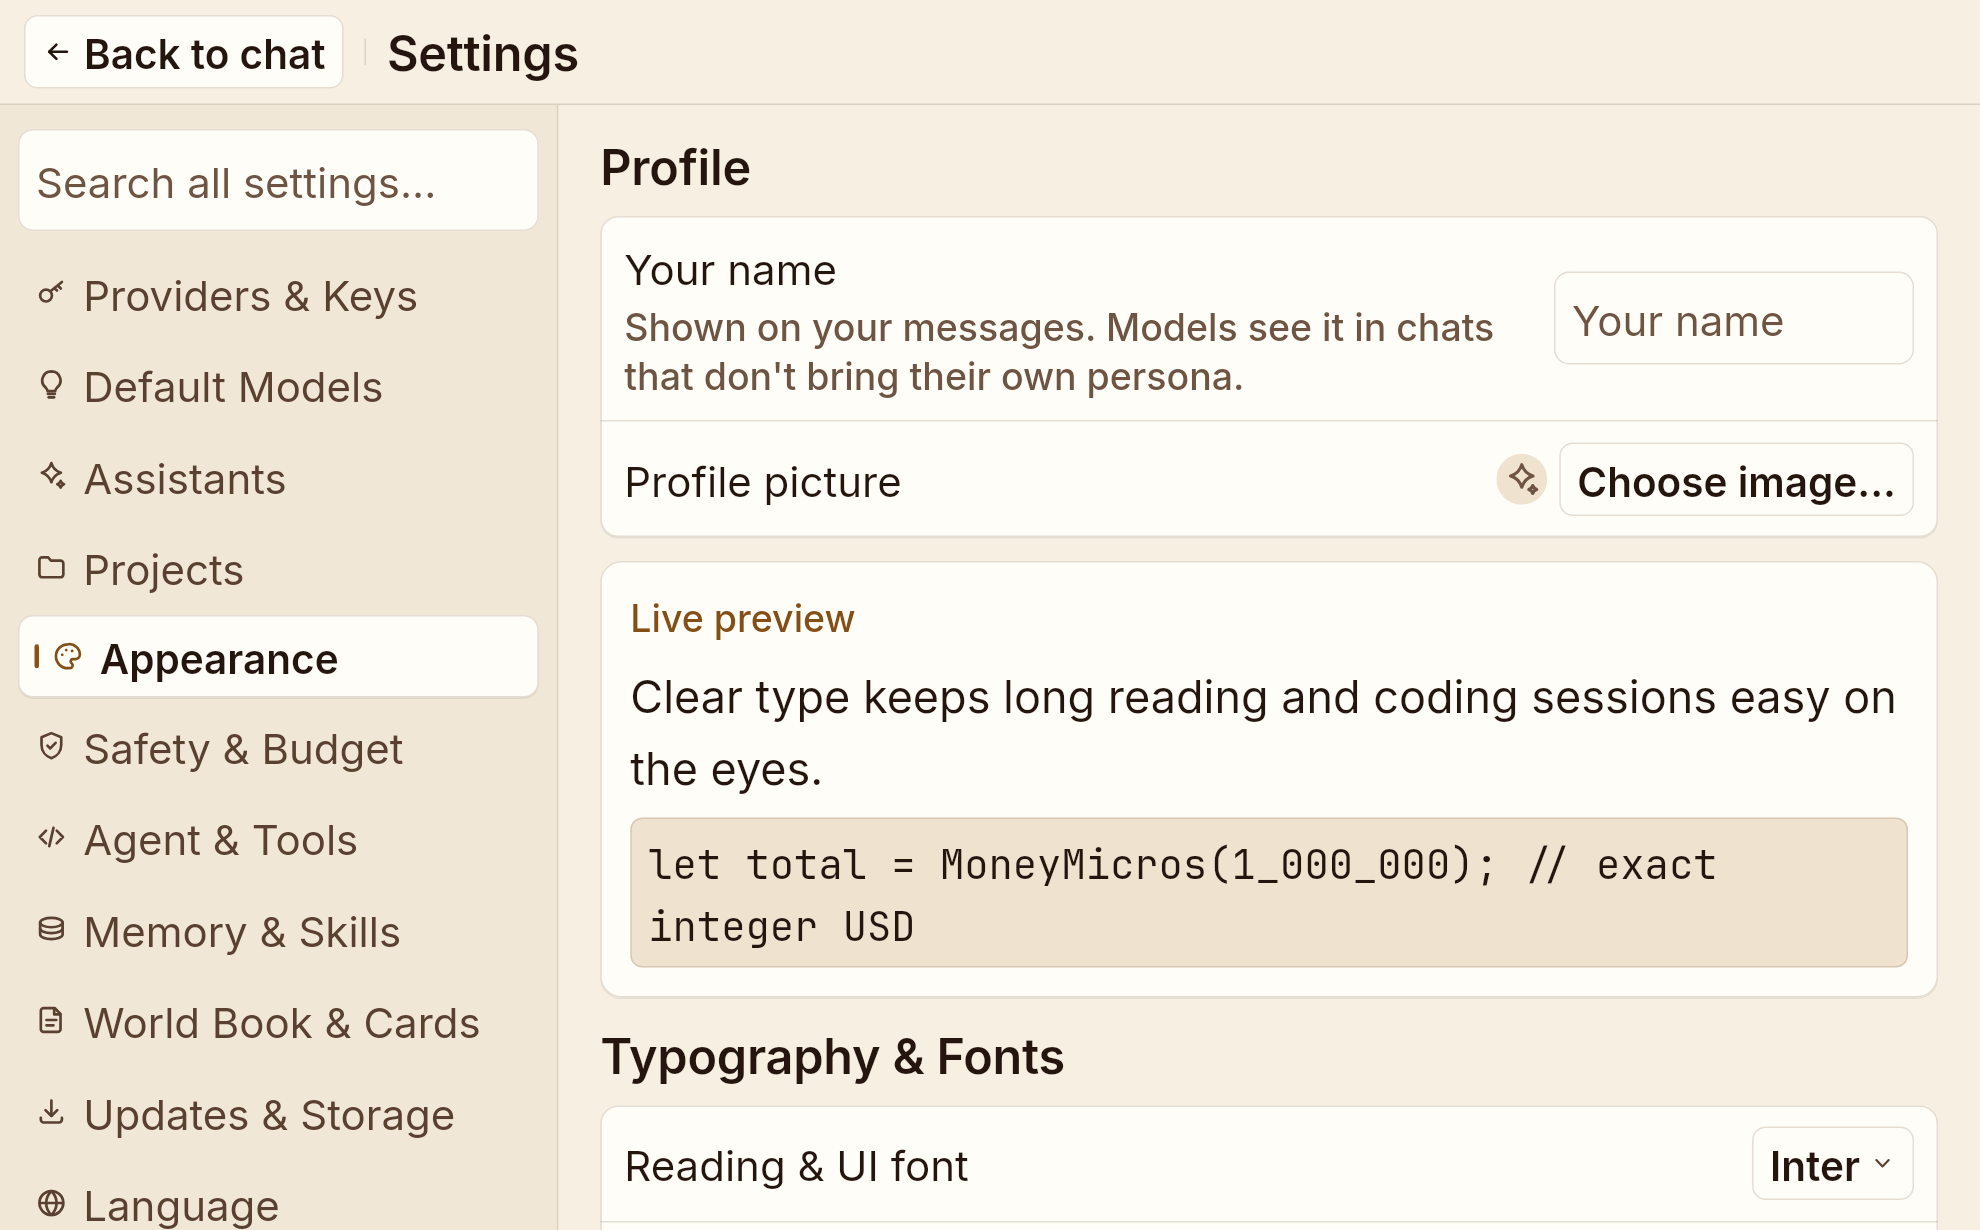 Back to chat
Settings
Search all settings...
Providers & Keys
Default Models
Assistants
Projects
Appearance
Safety & Budget
Agent & Tools
Memory & Skills
World Book & Cards
Updates & Storage
Language
Profile
Your name
Shown on your messages. Models see it in chats
that don't bring their own persona.
Your name
Profile picture
Choose image...
Live preview
Clear type keeps long reading and coding sessions easy on
the eyes.
let total = MoneyMicros(1_000_000); // exact
integer USD
Typography & Fonts
Reading & UI font
Inter